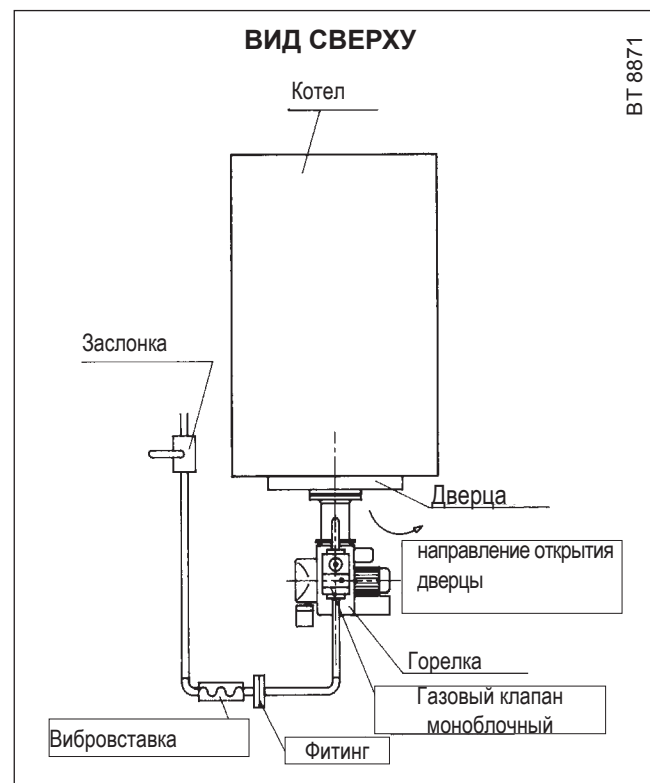 ВИД СВЕРХУ
BT 8871
Котел
Заслонка
Дверца
направление открытия
дверцы
Горелка
Газовый клапан
моноблочный
Вибровставка
Фитинг